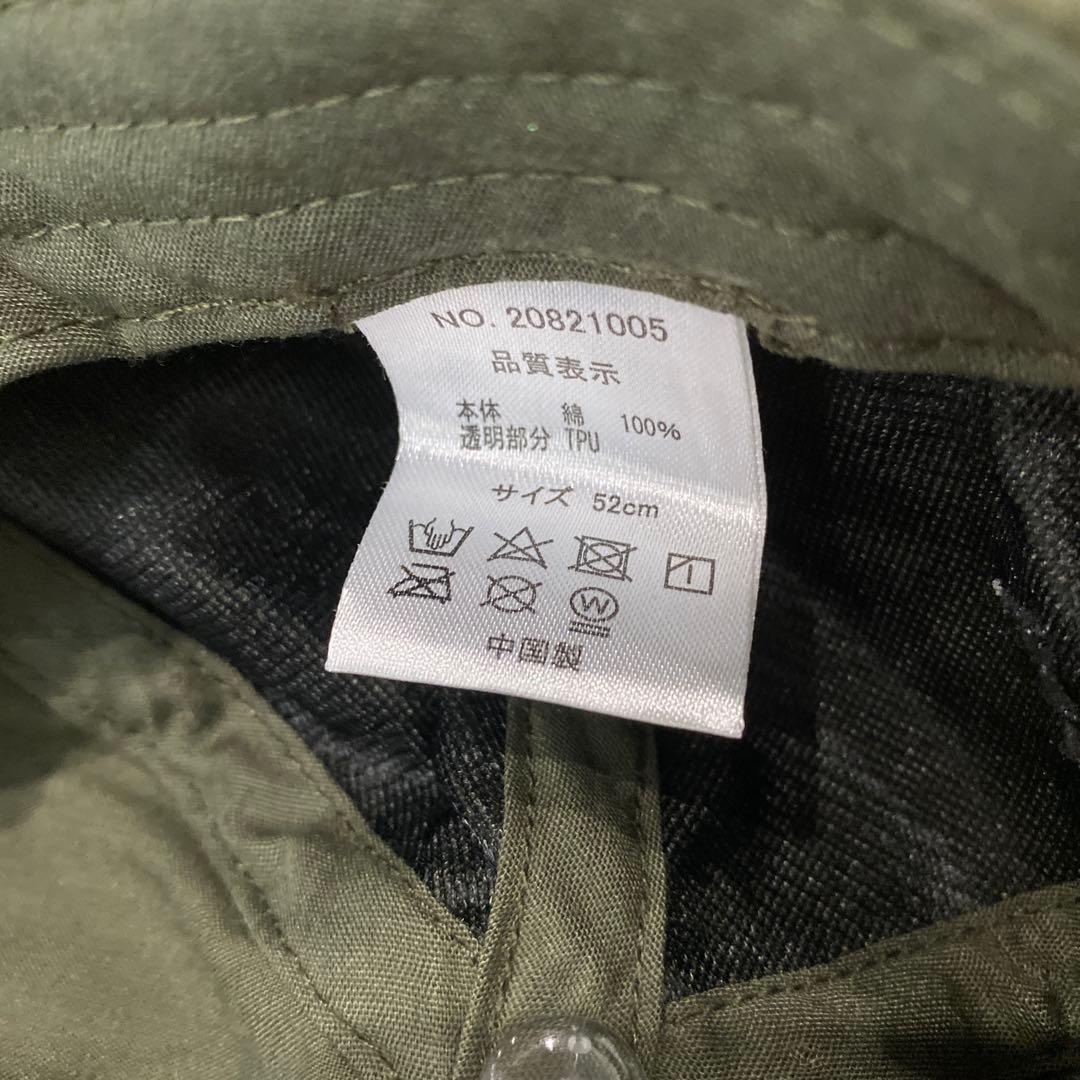 NO. 20821005
品質表示
本体 綿 100%
透明部分 TPU
サイズ 52cm
W
中国製